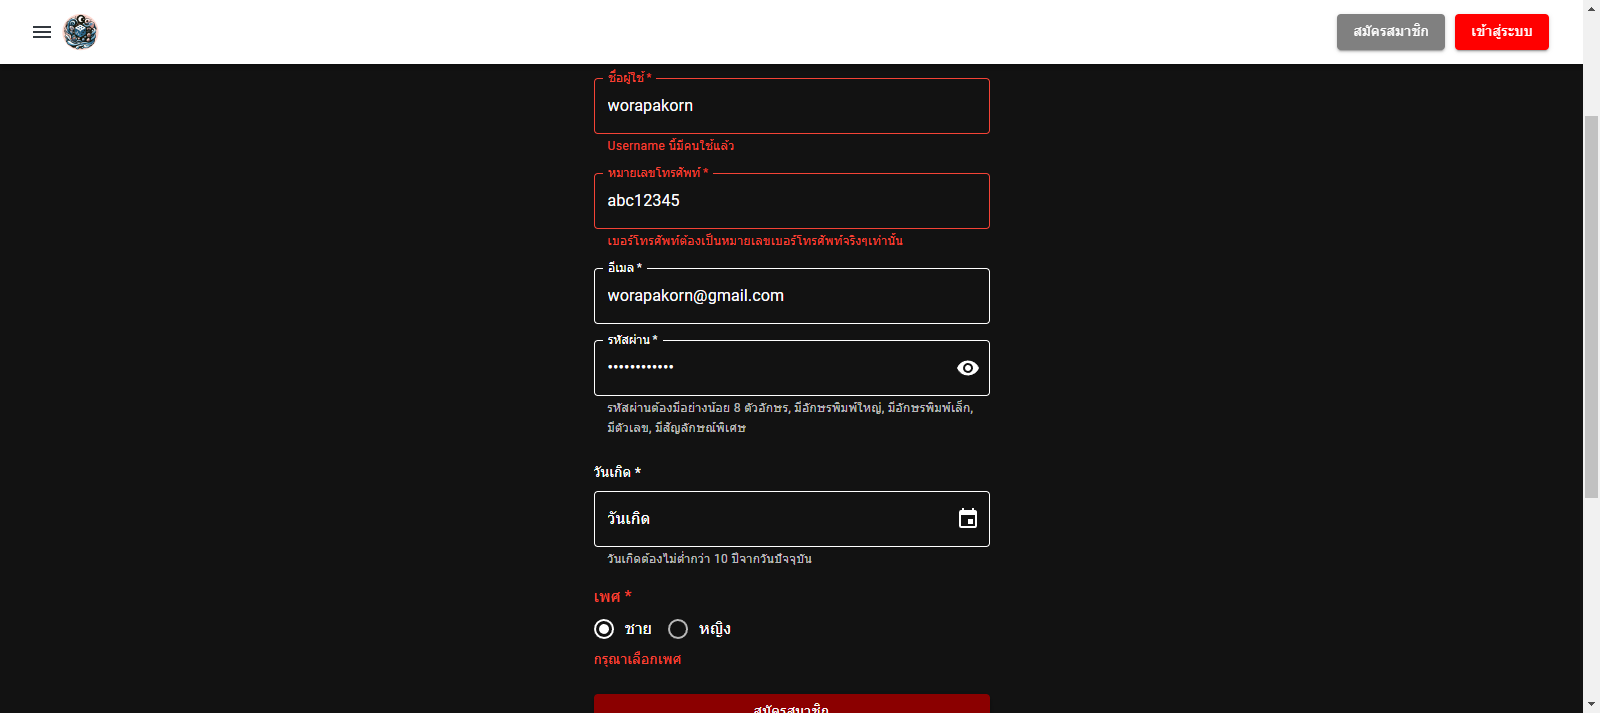 สมัครสมาชิก เข้าสู่ระบบ
ชื่อผู้ใช้ *
worapakorn
Username นี้มีคนใช้แล้ว
หมายเลขโทรศัพท์ *
abc12345
เบอร์โทรศัพท์ต้องเป็นหมายเลขเบอร์โทรศัพท์จริงๆเท่านั้น
อีเมล *
worapakorn@gmail.com
รหัสผ่าน *
••••••••••••
รหัสผ่านต้องมีอย่างน้อย 8 ตัวอักษร, มีอักษรพิมพ์ใหญ่, มีอักษรพิมพ์เล็ก,
มีตัวเลข, มีสัญลักษณ์พิเศษ
วันเกิด *
วันเกิด
วันเกิดต้องไม่ต่ำกว่า 10 ปีจากวันปัจจุบัน
เพศ *
ชาย หญิง
กรุณาเลือกเพศ
สมัครสมาชิก